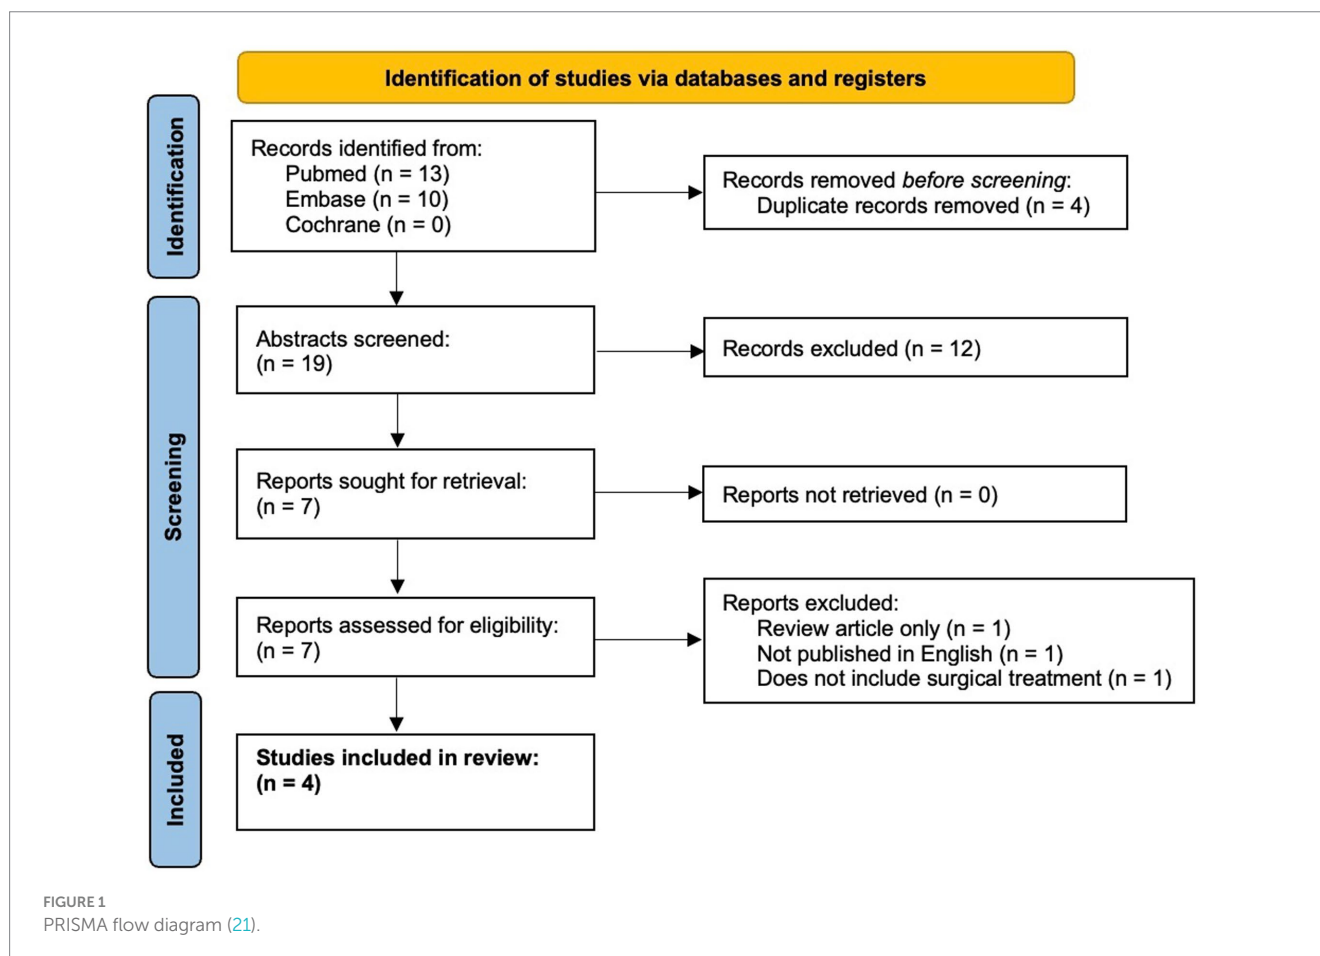 Identification of studies via databases and registers
Identification
Records identified from:
Pubmed (n = 13)
Embase (n = 10)
Cochrane (n = 0)
Records removed before screening:
Duplicate records removed (n = 4)
Screening
Abstracts screened:
(n = 19)
Records excluded (n = 12)
Reports sought for retrieval:
(n = 7)
Reports not retrieved (n = 0)
Reports assessed for eligibility:
(n = 7)
Reports excluded:
Review article only (n = 1)
Not published in English (n = 1)
Does not include surgical treatment (n = 1)
Included
Studies included in review:
(n = 4)
FIGURE 1
PRISMA flow diagram (21).